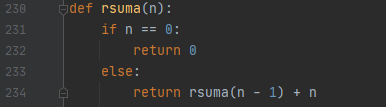 230 def rsuma(n):
231     if n == 0:
232         return 0
233     else:
234         return rsuma(n - 1) + n